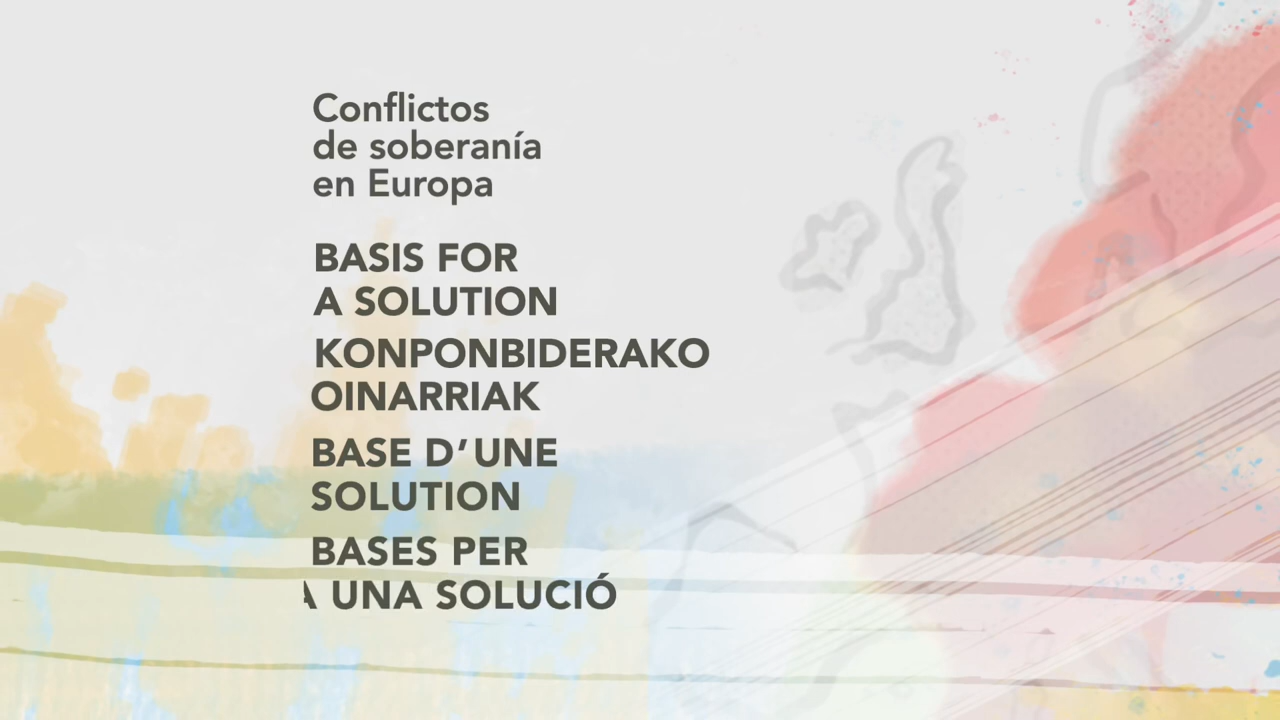 Conflictos
de soberanía
en Europa
BASIS FOR
A SOLUTION
KONPONBIDERAKO
OINARRIAK
BASE D’UNE
SOLUTION
BASES PER
A UNA SOLUCIÓ